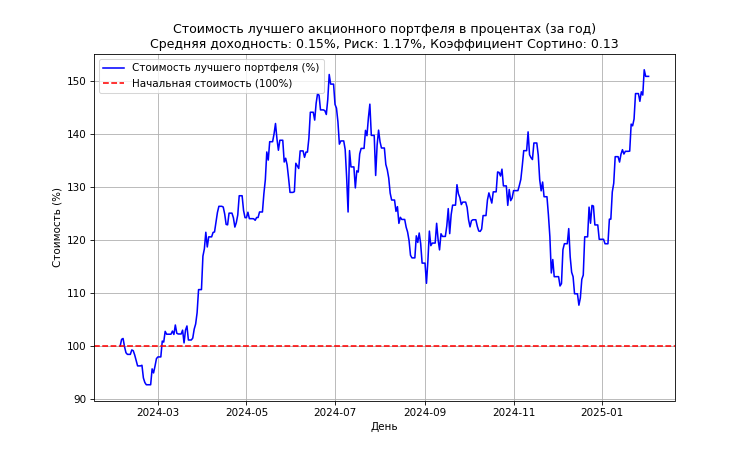 Стоимость лучшего акционного портфеля в процентах (за год)
Средняя доходность: 0.15%, Риск: 1.17%, Коэффициент Сортино: 0.13
Стоимость лучшего портфеля (%)
Начальная стоимость (100%)
Стоимость (%)
150
140
130
120
110
100
90
2024-03 2024-05 2024-07 2024-09 2024-11 2025-01
День